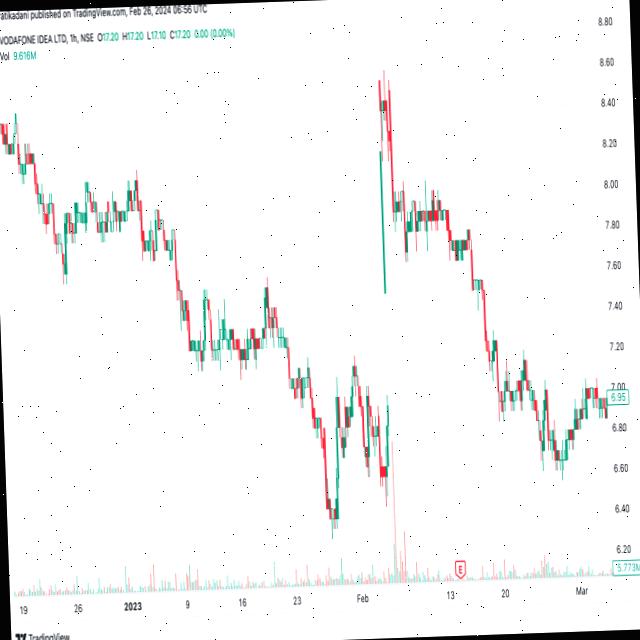 atikadani published on TradingView.com, Feb 26, 2024 06:56 UTC
VODAFONE IDEA LTD, 1h, NSE O17.20 H17.20 L17.10 C17.20 0.00 (0.00%)
Vol 9.616M
8.80
8.60
8.40
8.20
8.00
7.80
7.60
7.40
7.20
7.00
6.95
6.80
6.60
6.40
6.20
5.773M
E
19 26 2023 9 16 23 Feb 13 20 Mar
TradingView